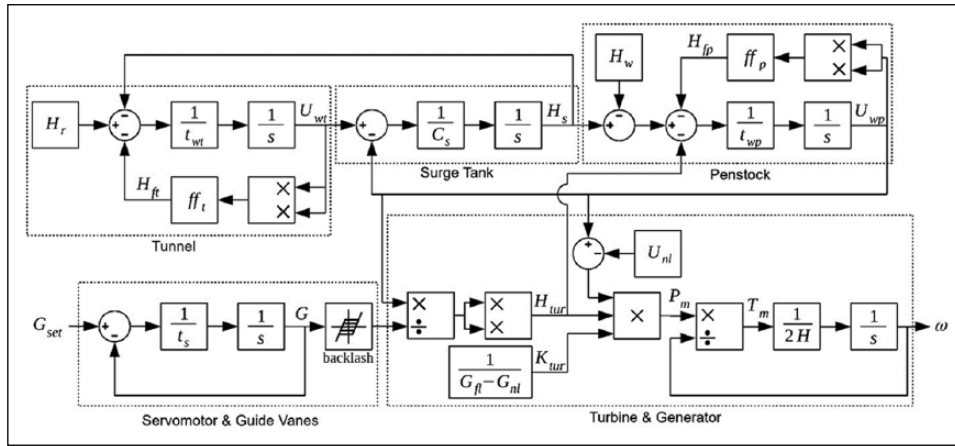 H_r
1
t_wt
1
s
U_wt
H_ft
ff_t
×
×
Tunnel
1
C_s
1
s
H_s
Surge Tank
H_w
H_fp
ff_p
×
×
1
t_wp
1
s
U_wp
Penstock
G_set
1
t_s
1
s
G
backlash
Servomotor & Guide Vanes
×
÷
×
×
H_tur
1
G_fl−G_nl
K_tur
U_nl
×
P_m
×
÷
T_m
1
2H
1
s
ω
Turbine & Generator